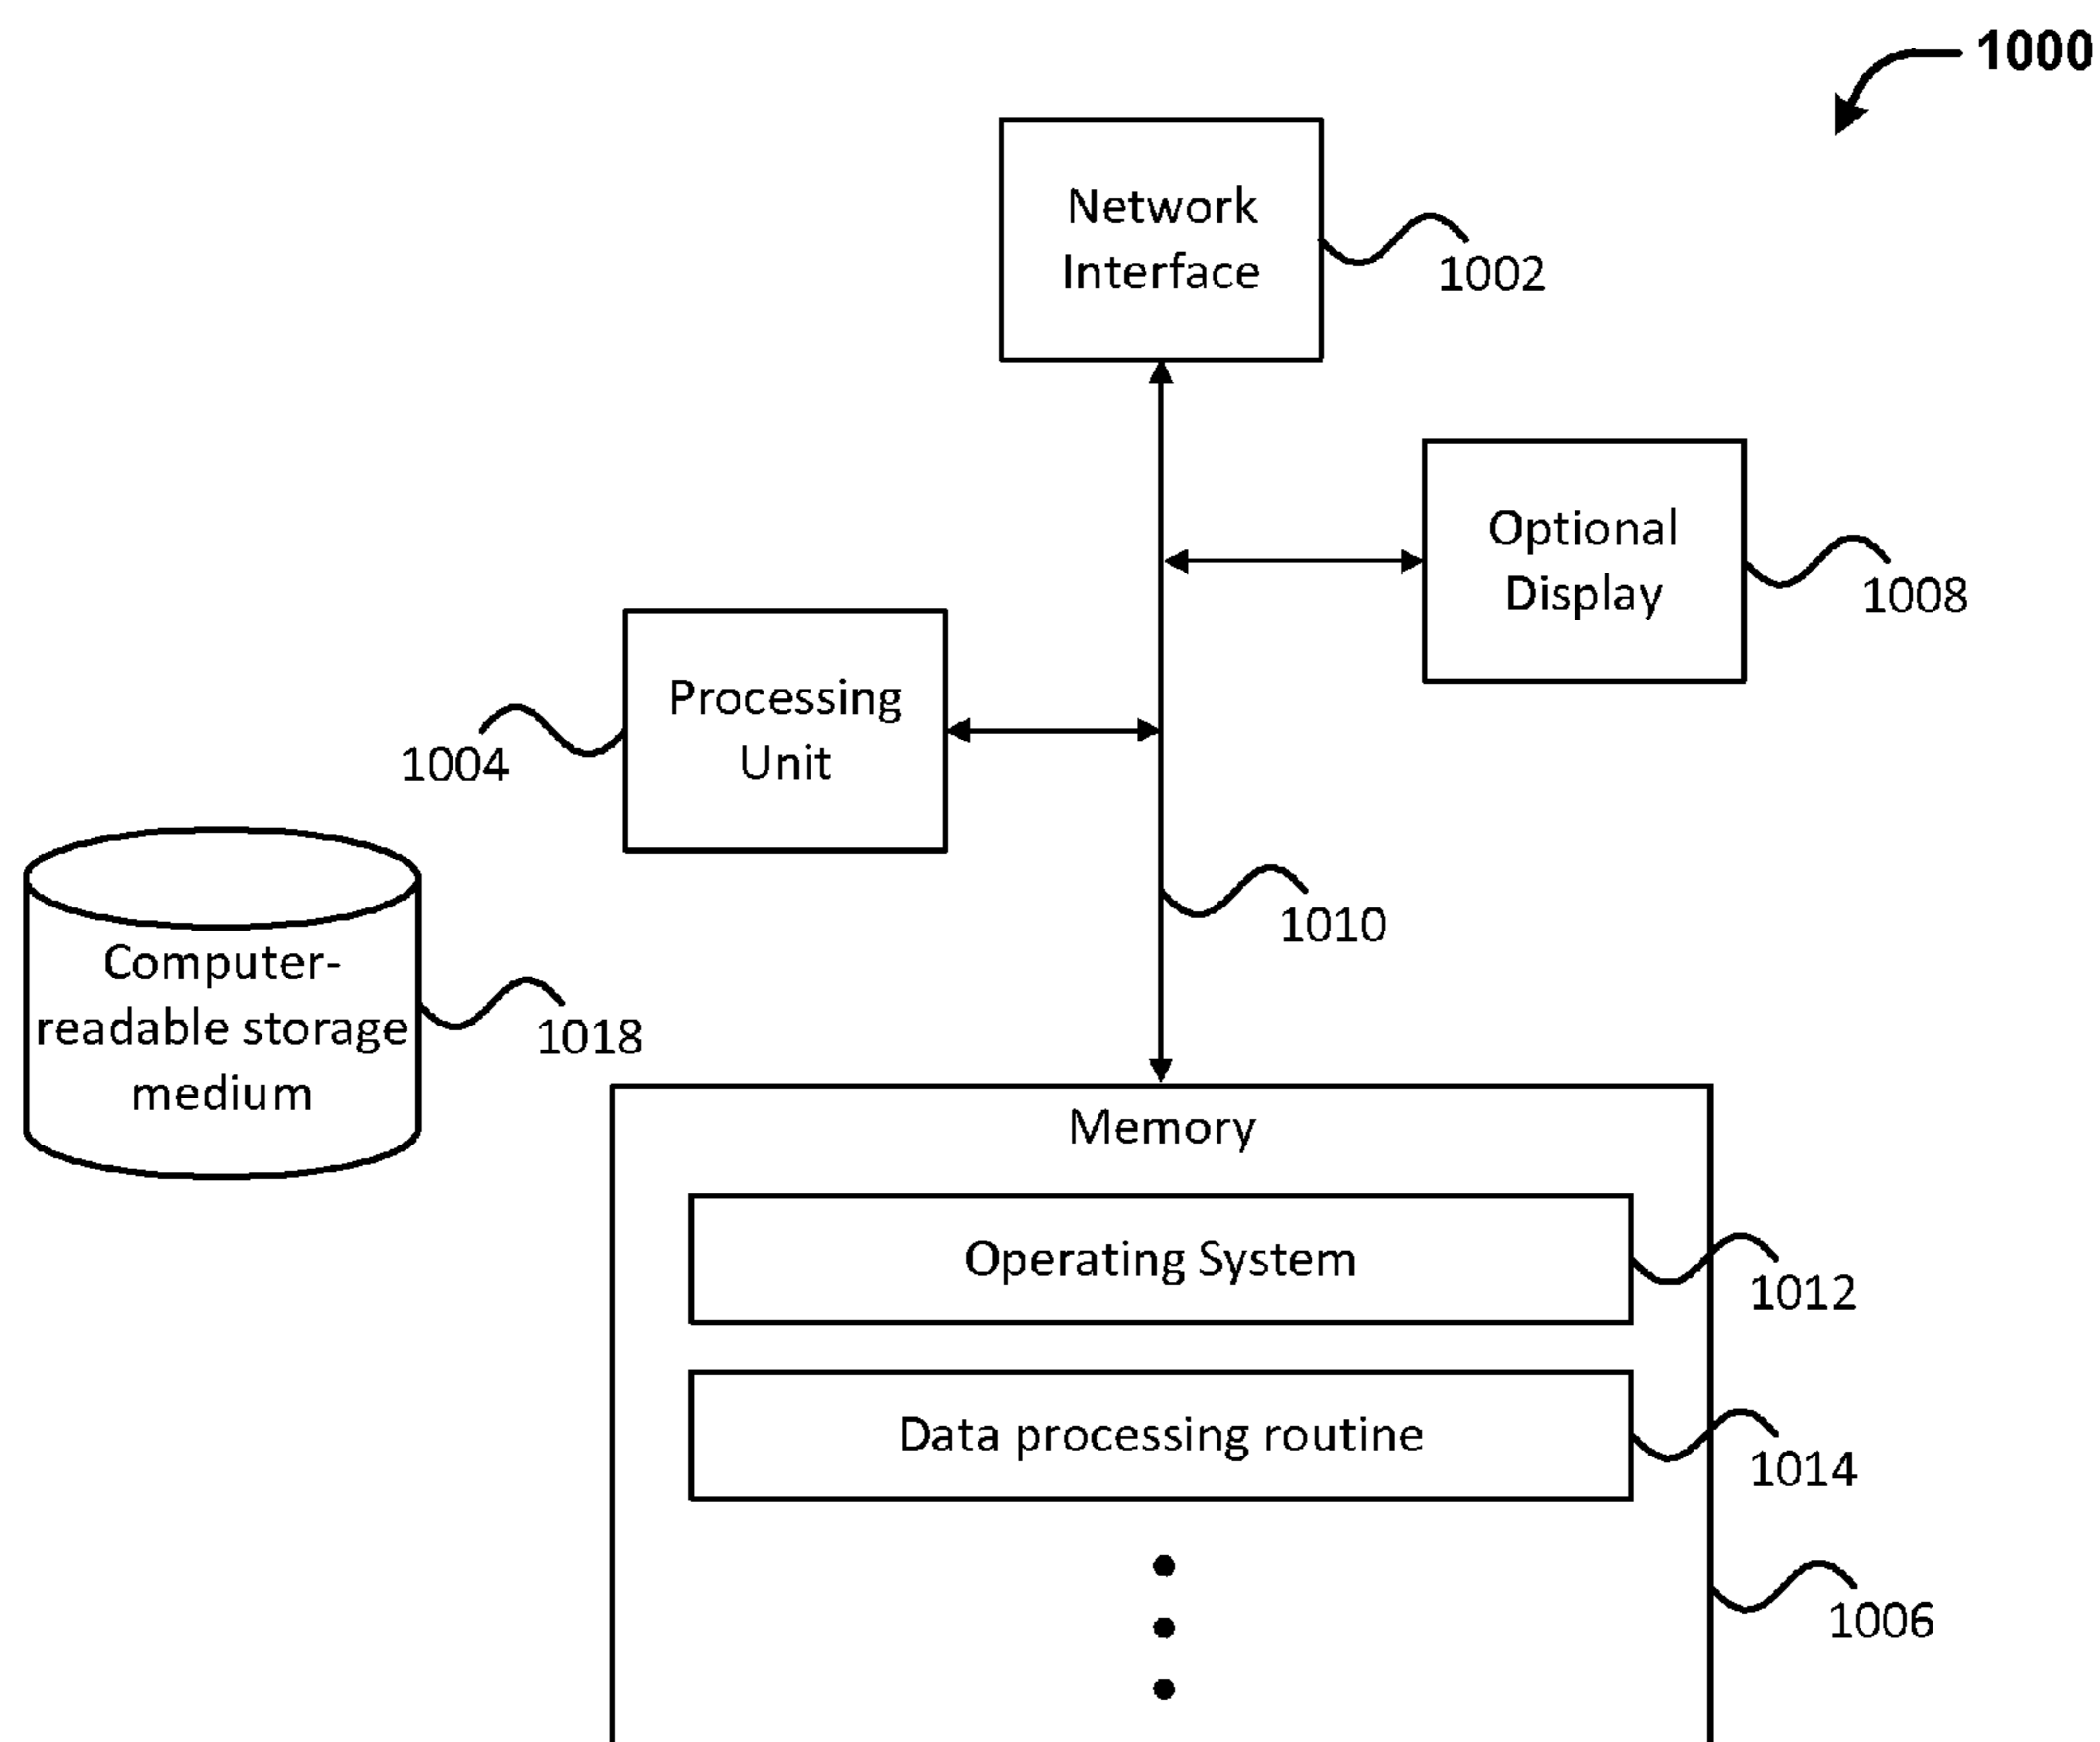 1000
Network
Interface
1002
Optional
Display
1008
Processing
Unit
1004
1010
Computer-
readable storage
medium
1018
Memory
Operating System
1012
Data processing routine
1014
1006